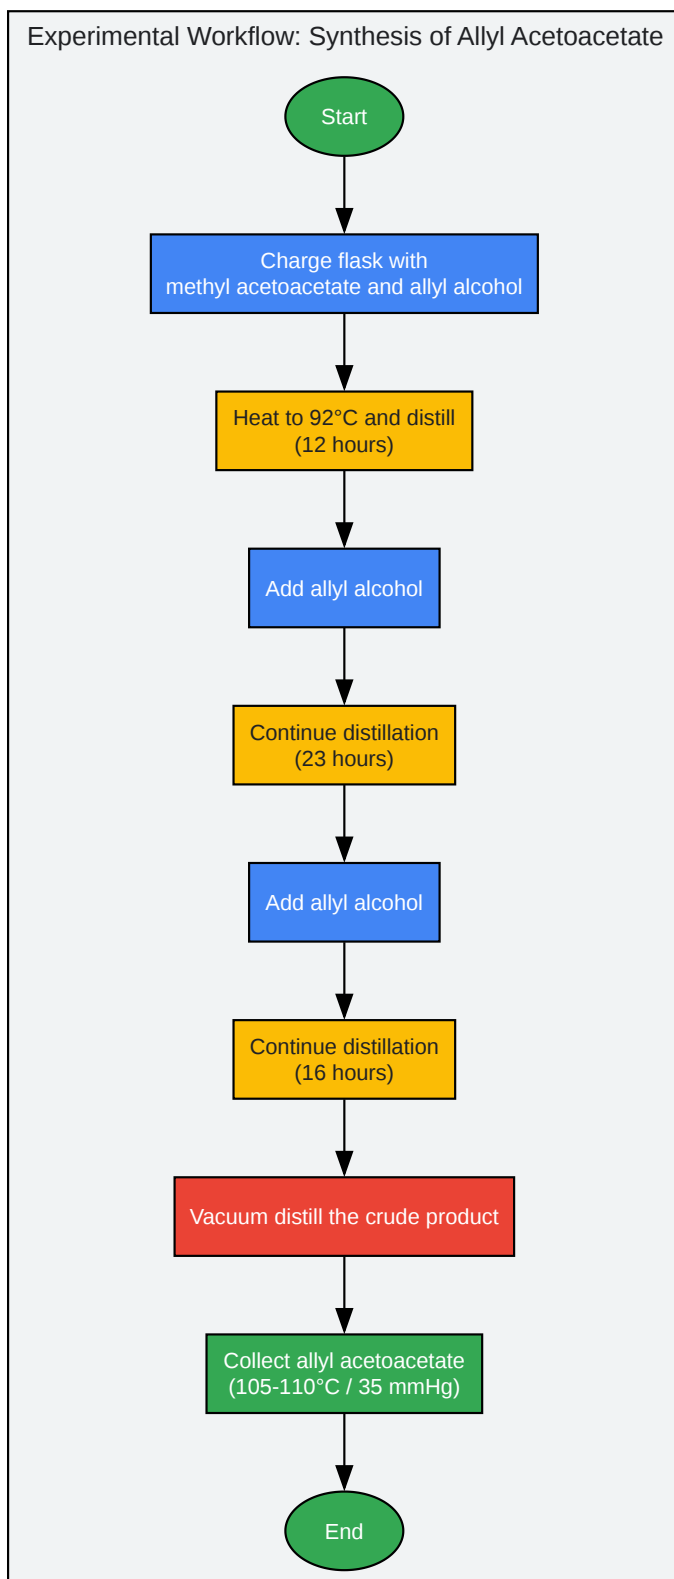 Experimental Workflow: Synthesis of Allyl Acetoacetate
Start
Charge flask with
methyl acetoacetate and allyl alcohol
Heat to 92°C and distill
(12 hours)
Add allyl alcohol
Continue distillation
(23 hours)
Add allyl alcohol
Continue distillation
(16 hours)
Vacuum distill the crude product
Collect allyl acetoacetate
(105-110°C / 35 mmHg)
End